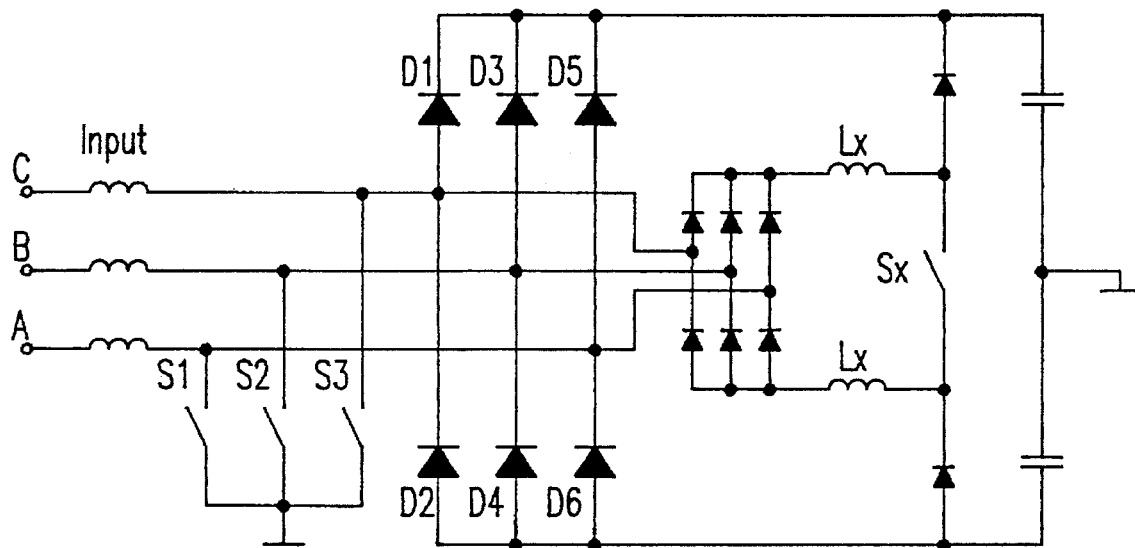 D1 D3 D5
Input
Lx
C
B
Sx
A
S1 S2 S3
Lx
D2 D4 D6